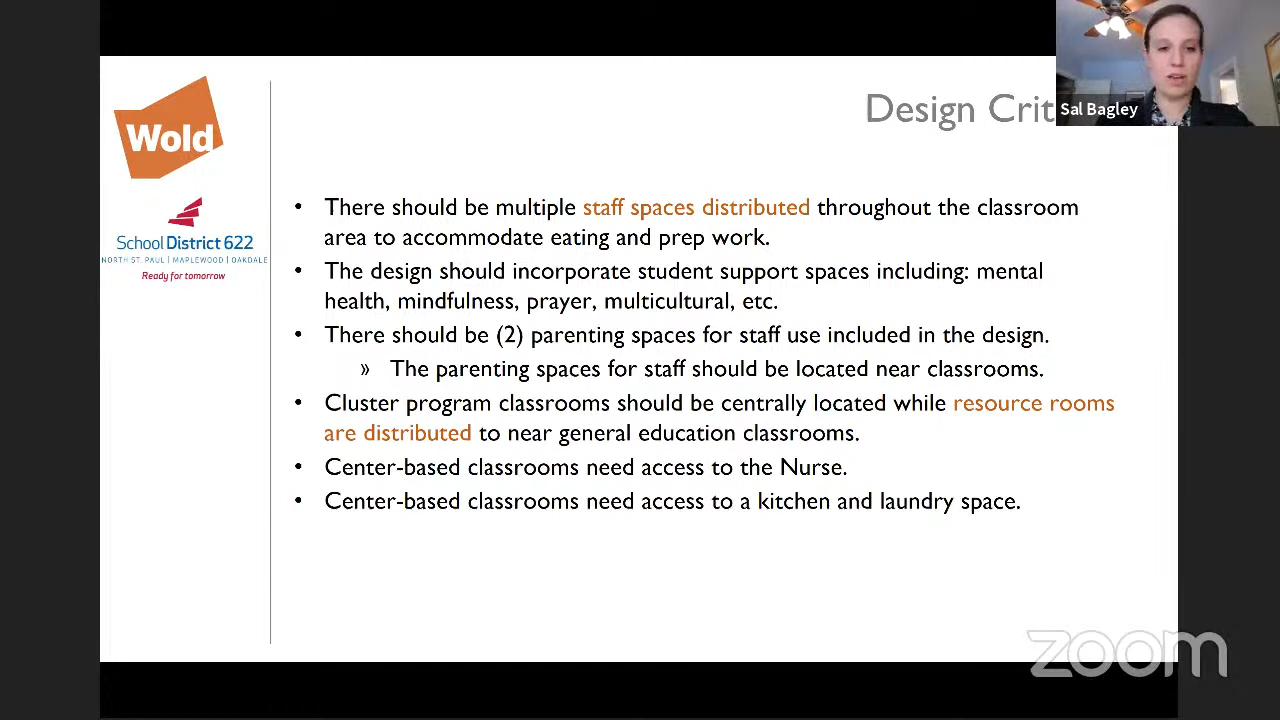 Wold
School District 622
NORTH ST. PAUL | MAPLEWOOD | OAKDALE
Ready for tomorrow
Design Crit
Sal Bagley
• There should be multiple staff spaces distributed throughout the classroom
area to accommodate eating and prep work.
• The design should incorporate student support spaces including: mental
health, mindfulness, prayer, multicultural, etc.
• There should be (2) parenting spaces for staff use included in the design.
» The parenting spaces for staff should be located near classrooms.
• Cluster program classrooms should be centrally located while resource rooms
are distributed to near general education classrooms.
• Center-based classrooms need access to the Nurse.
• Center-based classrooms need access to a kitchen and laundry space.
zoom